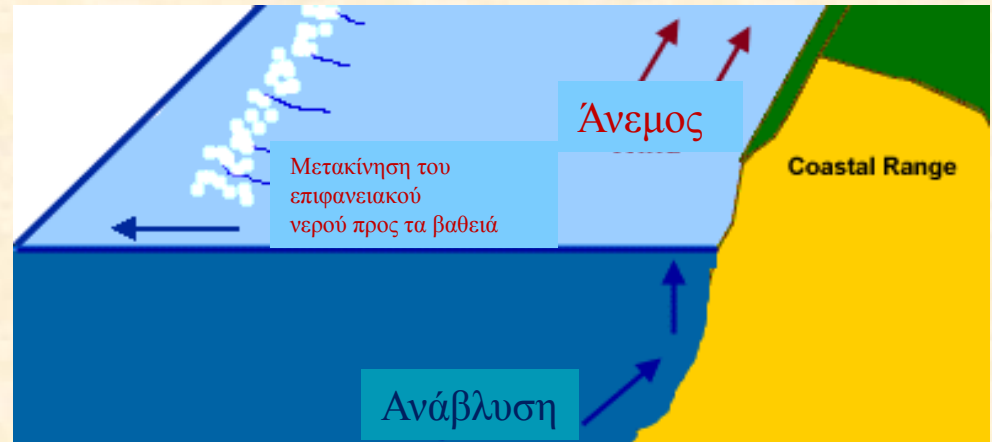 Άνεμος
Μετακίνηση του
επιφανειακού
νερού προς τα βαθειά
Coastal Range
Ανάβλυση